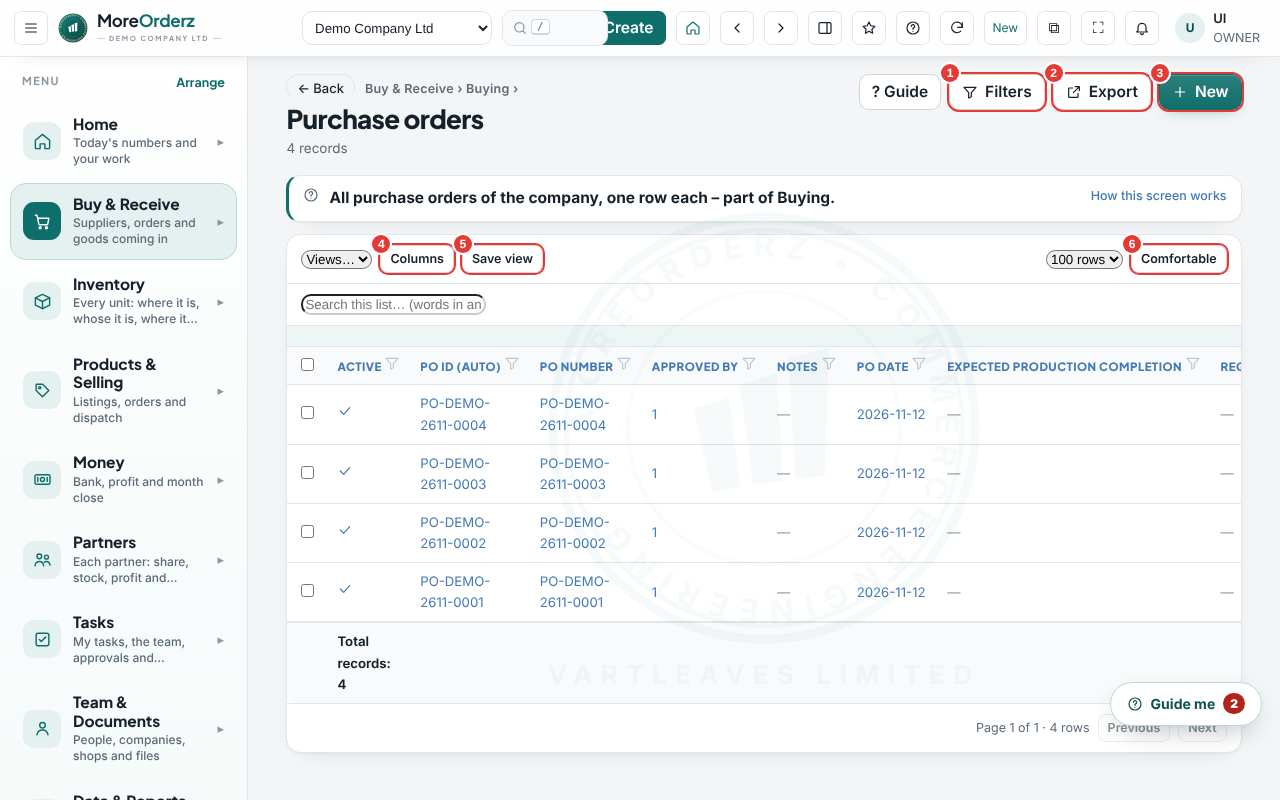 MoreOrderz
DEMO COMPANY LTD
Demo Company Ltd
/
Create
New
U
UI
OWNER
MENU
Arrange
Home
Today's numbers and
your work
Buy & Receive
Suppliers, orders and
goods coming in
Inventory
Every unit: where it is,
whose it is, where it…
Products &
Selling
Listings, orders and
dispatch
Money
Bank, profit and month
close
Partners
Each partner: share,
stock, profit and…
Tasks
My tasks, the team,
approvals and…
Team &
Documents
People, companies,
shops and files
Data & Reports
← Back
Buy & Receive › Buying ›
Purchase orders
4 records
? Guide
1
Filters
2
Export
3
+ New
All purchase orders of the company, one row each – part of Buying.
How this screen works
Views…
4
Columns
5
Save view
100 rows
6
Comfortable
Search this list… (words in an
ACTIVE PO ID (AUTO) PO NUMBER APPROVED BY NOTES PO DATE EXPECTED PRODUCTION COMPLETION REC
PO-DEMO-
2611-0004
PO-DEMO-
2611-0004
1 — 2026-11-12 — —
PO-DEMO-
2611-0003
PO-DEMO-
2611-0003
1 — 2026-11-12 — —
PO-DEMO-
2611-0002
PO-DEMO-
2611-0002
1 — 2026-11-12 — —
PO-DEMO-
2611-0001
PO-DEMO-
2611-0001
1 — 2026-11-12 — —
Total
records:
4
MOREORDERZ • COMMERCE ENGINEERING
VARTLEAVES LIMITED
Page 1 of 1 · 4 rows
Previous
Next
Guide me 2